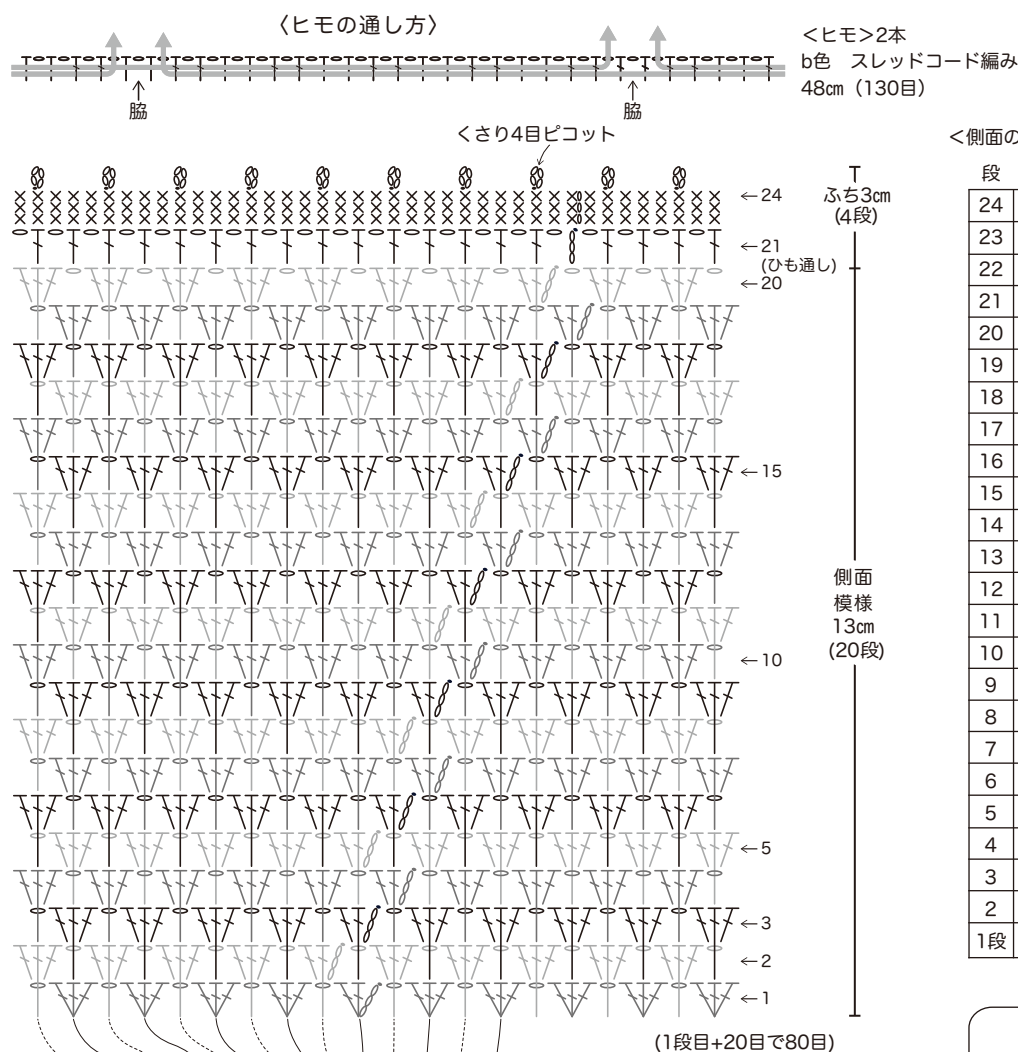 〈ヒモの通し方〉
脇
脇
<ヒモ>2本
b色　スレッドコード編み
48㎝（130目）
くさり4目ピコット
←24
←21
(ひも通し)
←20
←15
←10
←5
←3
←2
←1
ふち3㎝
(4段)
側面
模様
13㎝
(20段)
(1段目+20目で80目)
<側面の
段
24
23
22
21
20
19
18
17
16
15
14
13
12
11
10
9
8
7
6
5
4
3
2
1段